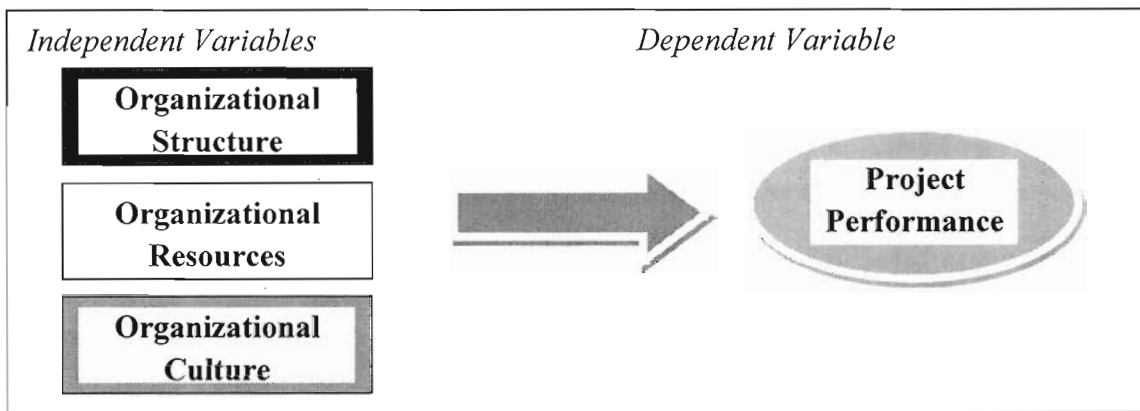 Independent Variables
Dependent Variable
Organizational
Structure
Organizational
Resources
Organizational
Culture
Project
Performance